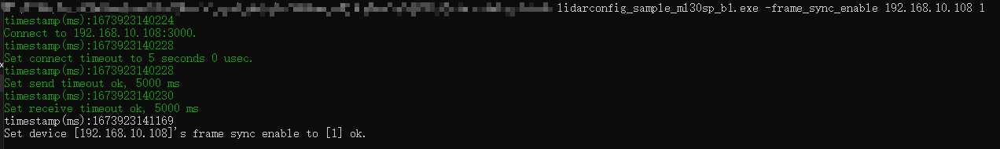 lidarconfig_sample_ml30sp_b1.exe -frame_sync_enable 192.168.10.108 1
timestamp(ms):1673923140224
Connect to 192.168.10.108:3000.
timestamp(ms):1673923140228
Set connect timeout to 5 seconds 0 usec.
timestamp(ms):1673923140228
Set send timeout ok, 5000 ms
timestamp(ms):1673923140230
Set receive timeout ok, 5000 ms
timestamp(ms):1673923141169
Set device [192.168.10.108]'s frame sync enable to [1] ok.